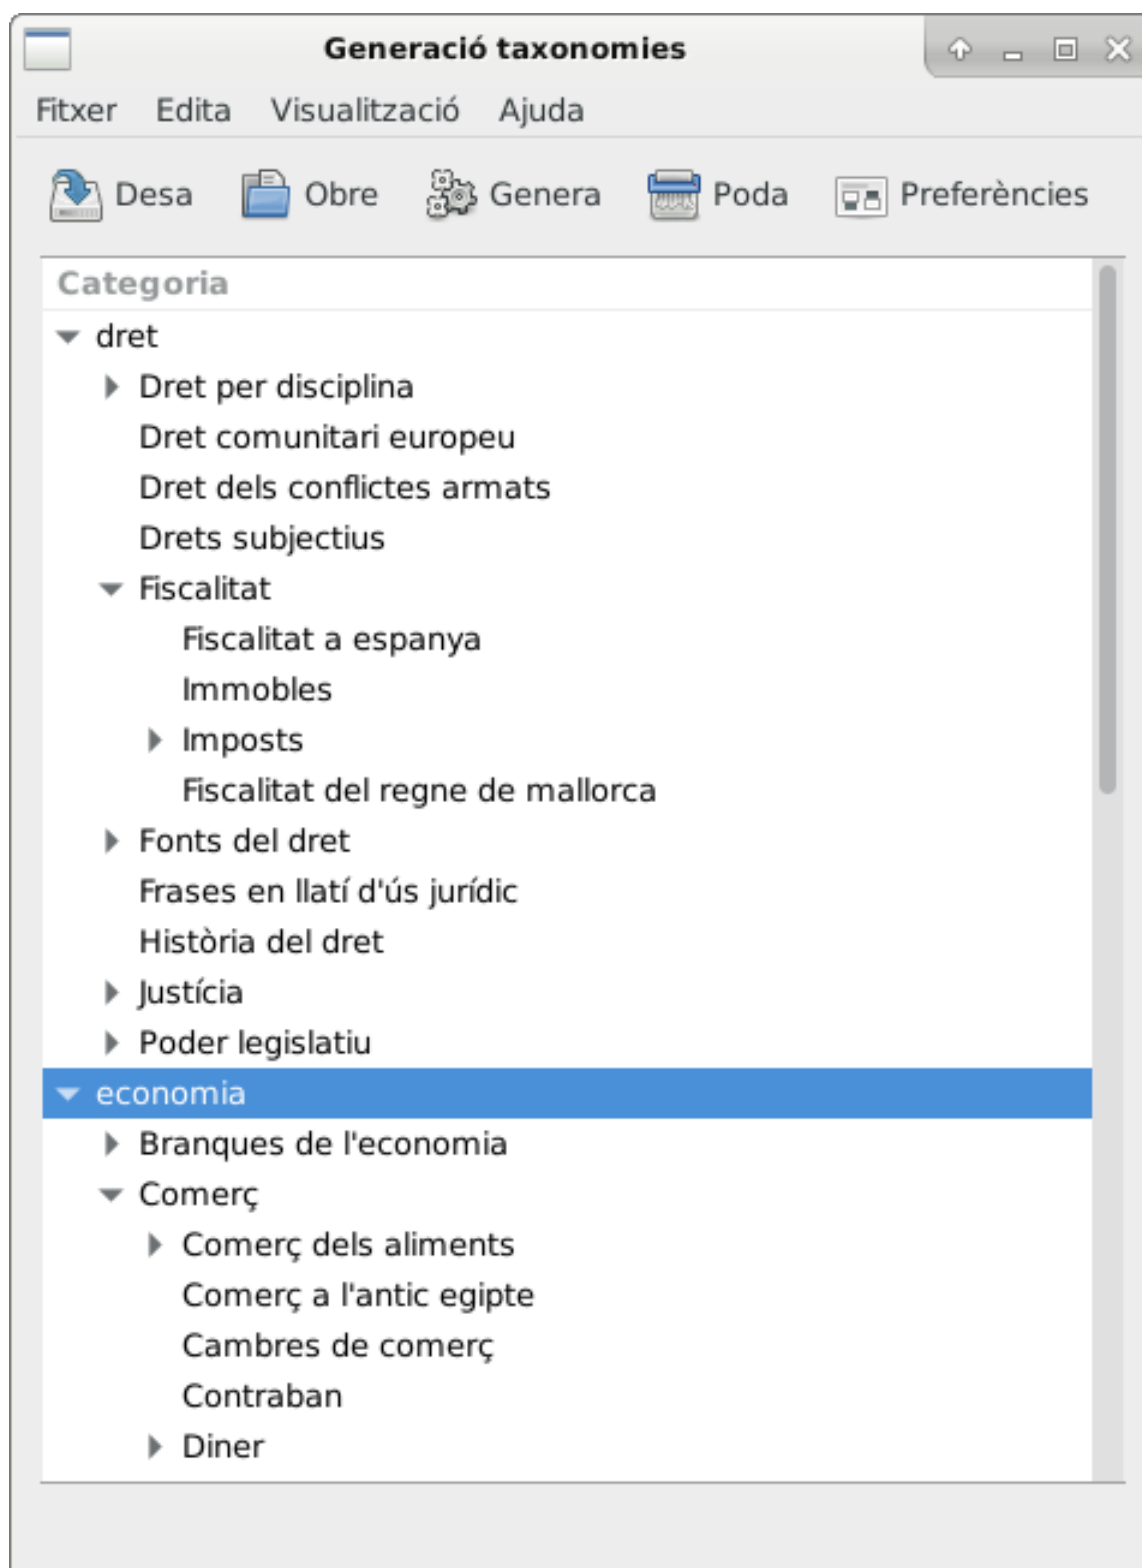 Generació taxonomies
Fitxer Edita Visualització Ajuda
Desa Obre Genera Poda Preferències
Categoria
dret
Dret per disciplina
Dret comunitari europeu
Dret dels conflictes armats
Drets subjectius
Fiscalitat
Fiscalitat a espanya
Immobles
Imposts
Fiscalitat del regne de mallorca
Fonts del dret
Frases en llatí d'ús jurídic
Història del dret
Justícia
Poder legislatiu
economia
Branques de l'economia
Comerç
Comerç dels aliments
Comerç a l'antic egipte
Cambres de comerç
Contraban
Diner